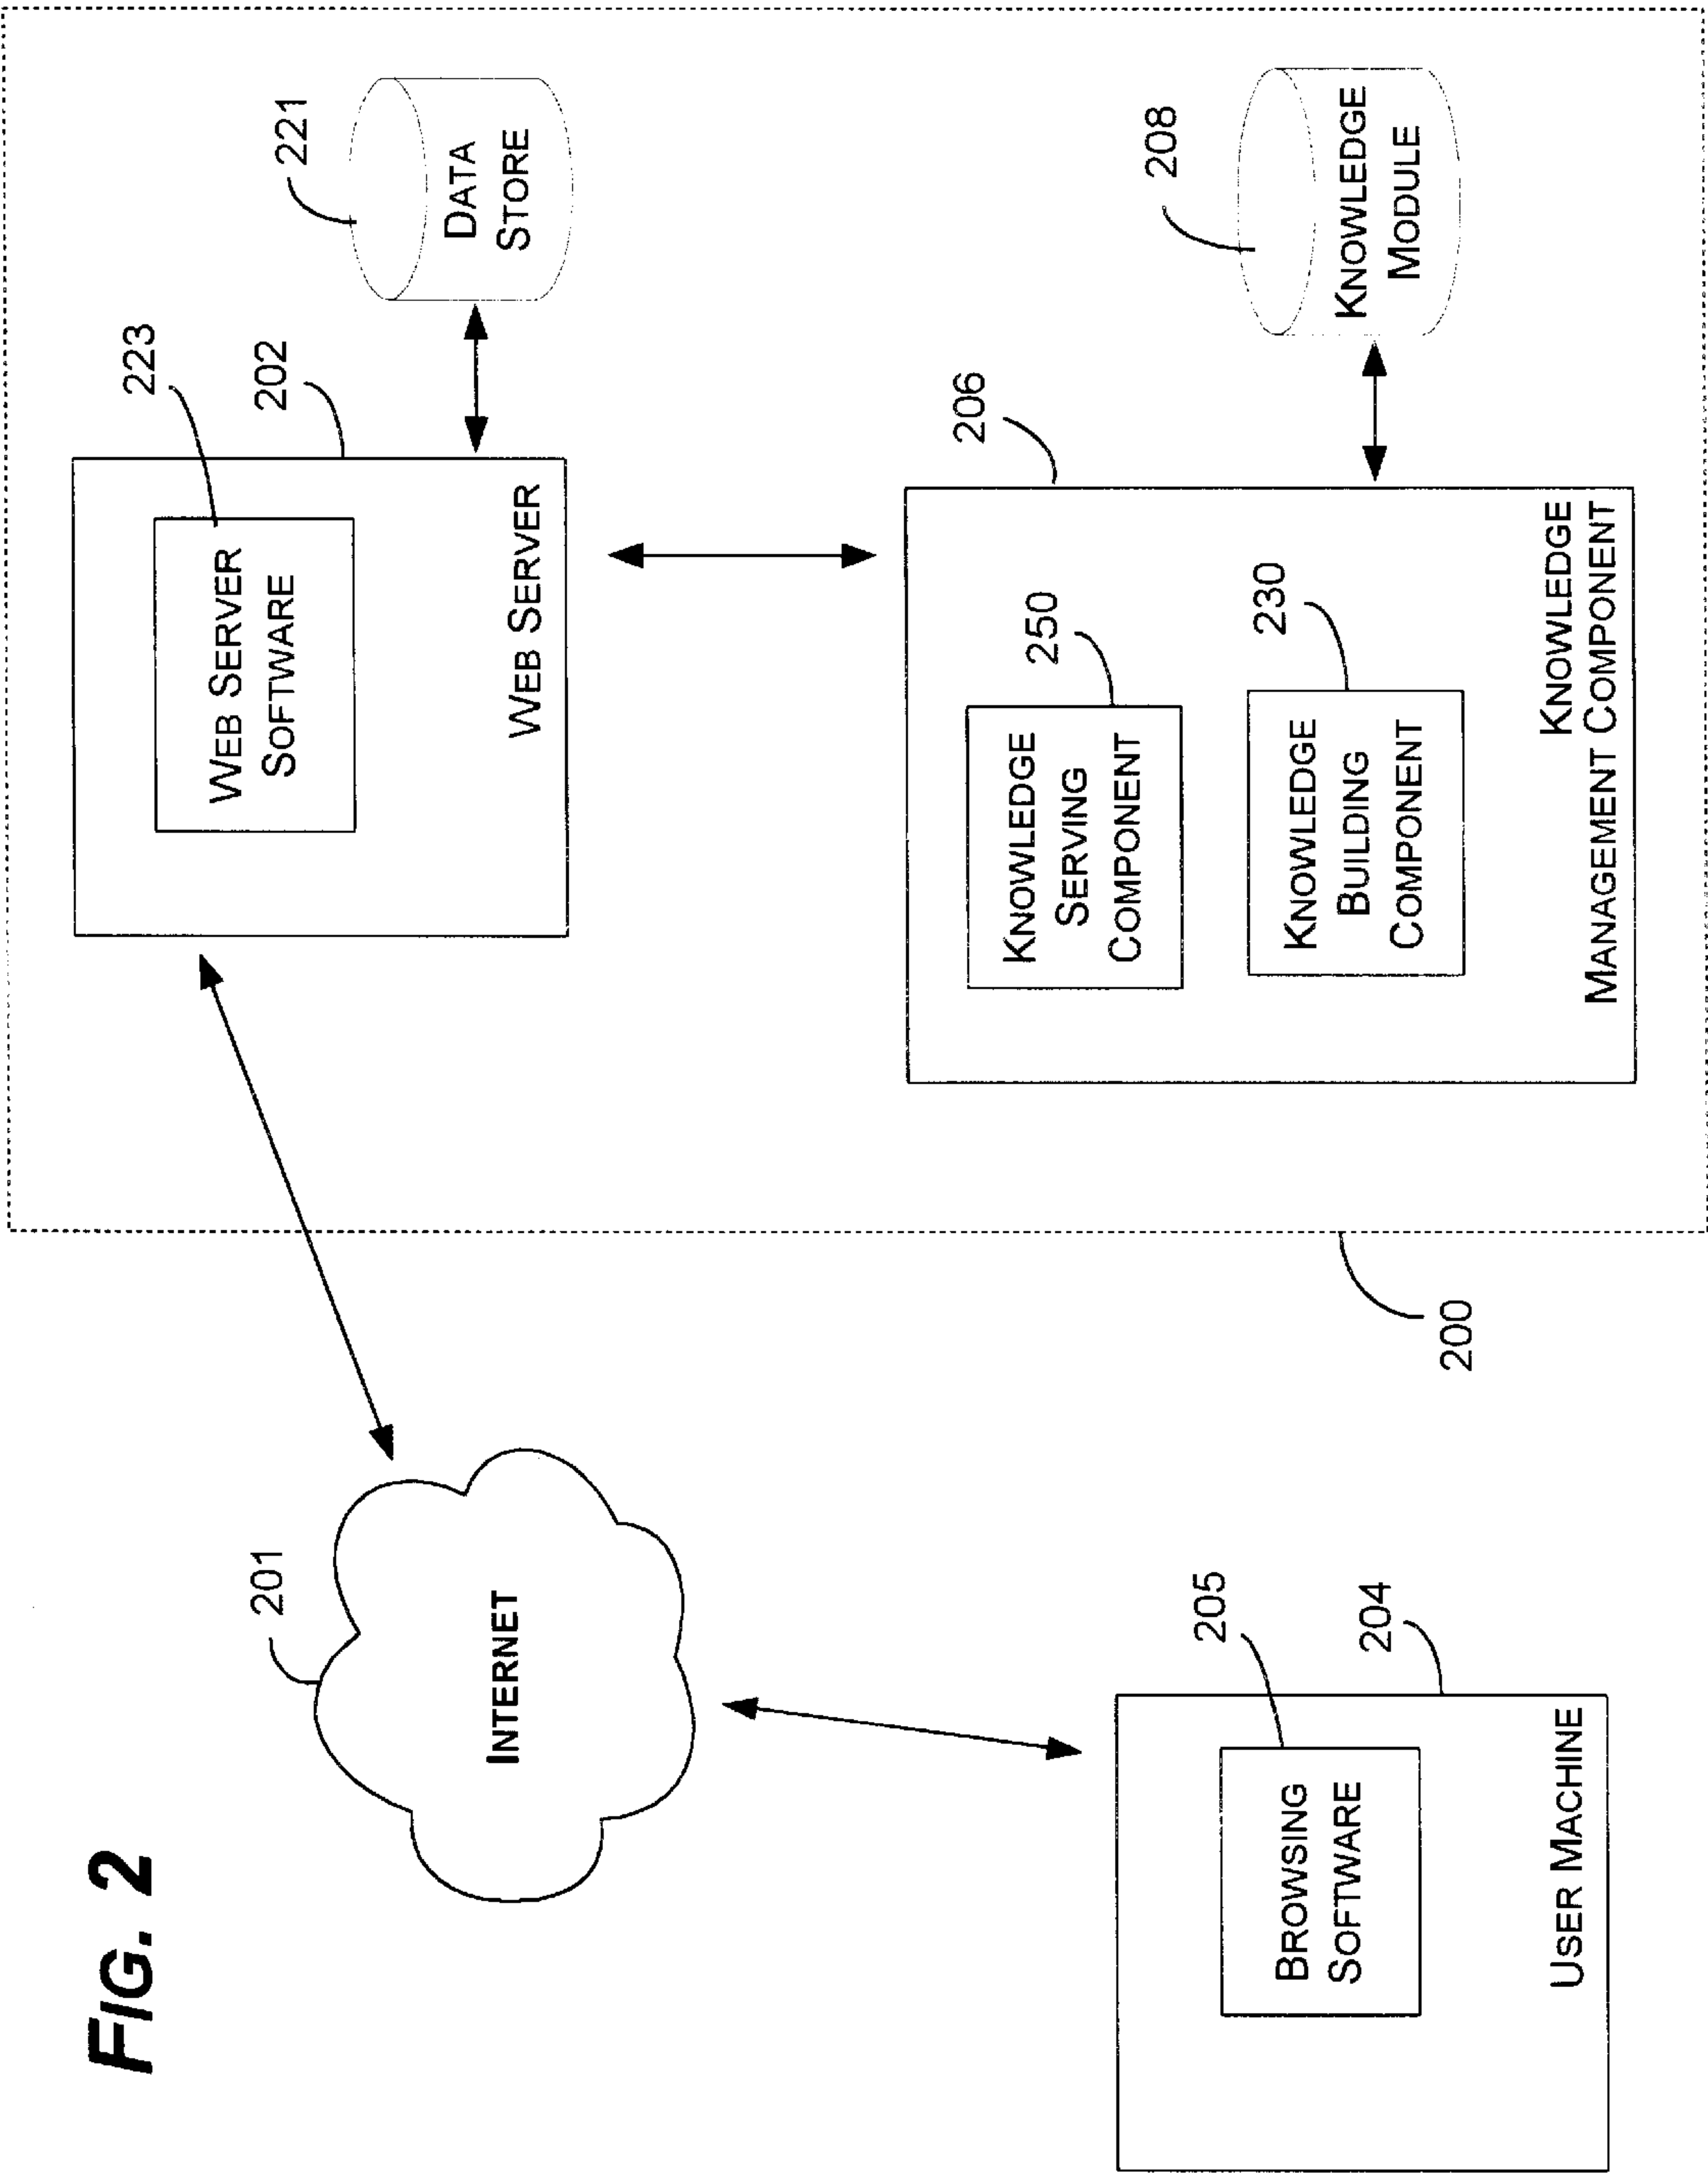 FIG. 2
201
INTERNET
205
BROWSING
SOFTWARE
204
USER MACHINE
200
223
WEB SERVER
SOFTWARE
202
WEB SERVER
221
DATA
STORE
206
250
KNOWLEDGE
SERVING
COMPONENT
230
KNOWLEDGE
BUILDING
COMPONENT
KNOWLEDGE
MANAGEMENT COMPONENT
208
KNOWLEDGE
MODULE